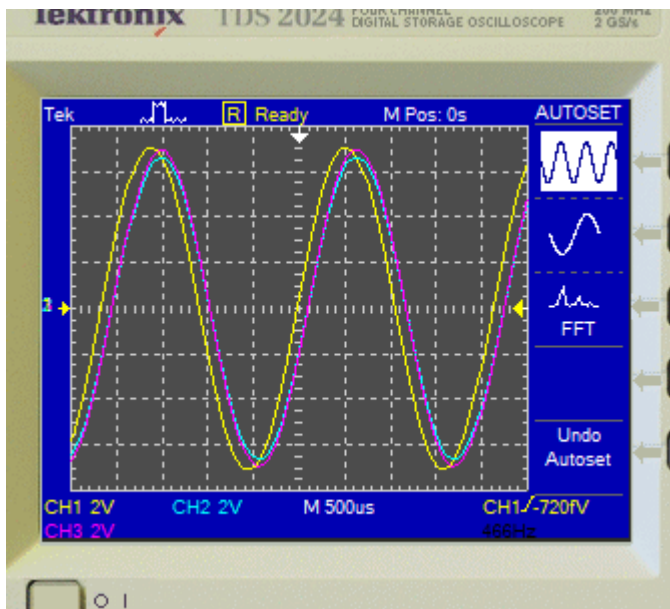 Tektronix TDS 2024 FOUR CHANNEL DIGITAL STORAGE OSCILLOSCOPE 200 MHz 2 GS/s
Tek R Ready M Pos: 0s AUTOSET
FFT
Undo
Autoset
CH1 2V CH2 2V M 500us CH1 -720fV
CH3 2V 466Hz